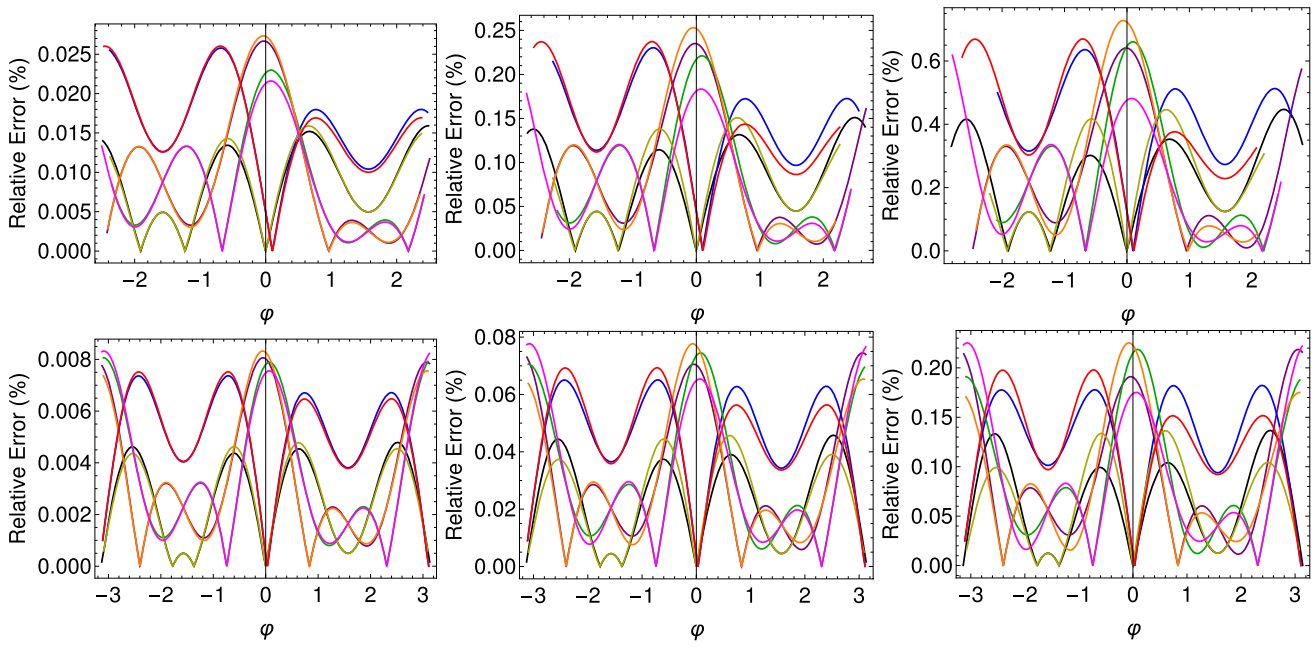 Relative Error (%)
0.025
0.020
0.015
0.010
0.005
0.000
−2 −1 0 1 2
φ
Relative Error (%)
0.25
0.20
0.15
0.10
0.05
0.00
−2 −1 0 1 2
φ
Relative Error (%)
0.6
0.4
0.2
0.0
−2 −1 0 1 2
φ
Relative Error (%)
0.008
0.006
0.004
0.002
0.000
−3 −2 −1 0 1 2 3
φ
Relative Error (%)
0.08
0.06
0.04
0.02
0.00
−3 −2 −1 0 1 2 3
φ
Relative Error (%)
0.20
0.15
0.10
0.05
0.00
−3 −2 −1 0 1 2 3
φ